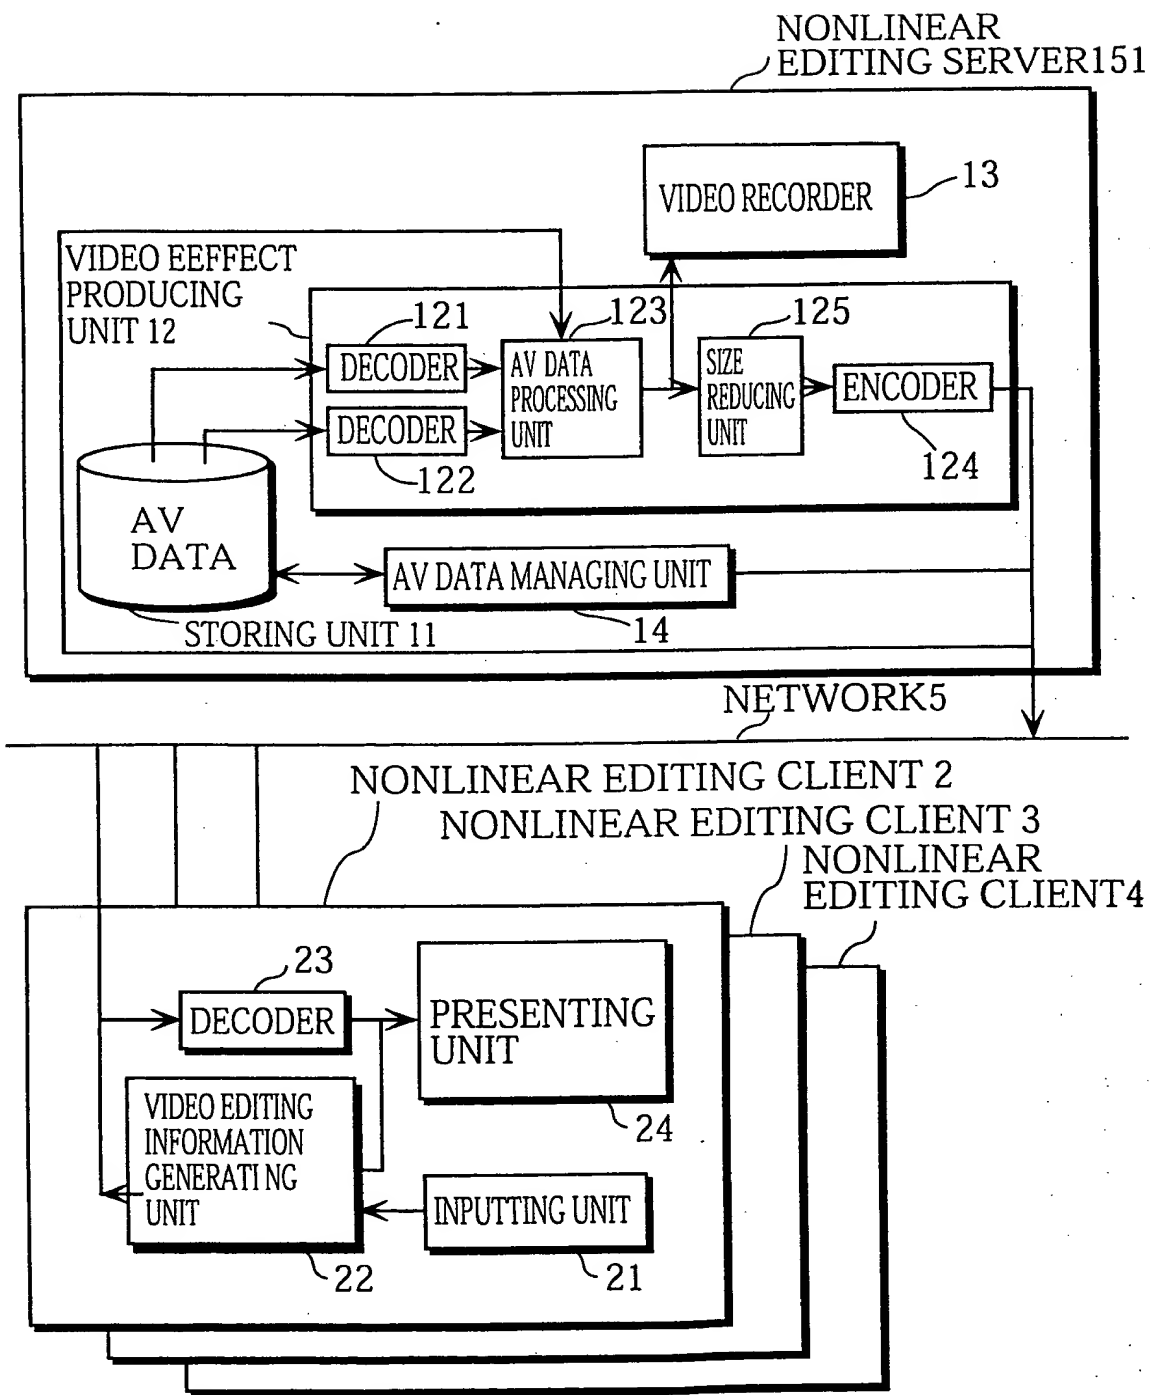 NONLINEAR
EDITING SERVER151
VIDEO RECORDER
13
VIDEO EEFFECT
PRODUCING
UNIT 12
121
123
125
DECODER
AV DATA
PROCESSING
UNIT
SIZE
REDUCING
UNIT
ENCODER
DECODER
122
124
AV
DATA
AV DATA MANAGING UNIT
STORING UNIT 11
14
NETWORK5
NONLINEAR EDITING CLIENT 2
NONLINEAR EDITING CLIENT 3
NONLINEAR
EDITING CLIENT4
23
DECODER
PRESENTING
UNIT
24
VIDEO EDITING
INFORMATION
GENERATING
UNIT
INPUTTING UNIT
22
21